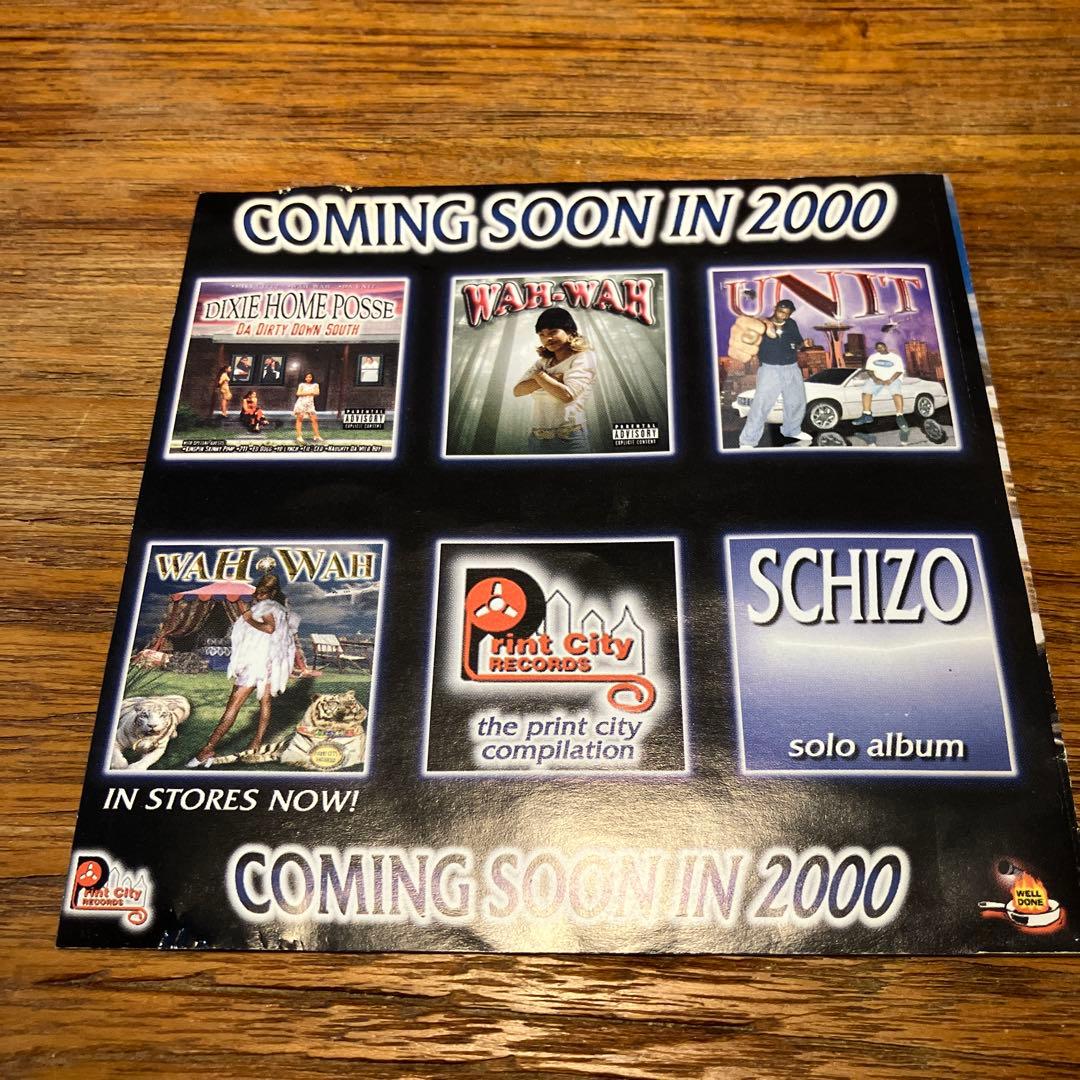 COMING SOON IN 2000
DIXIE HOME POSSE
DA DIRTY DOWN SOUTH
PARENTAL
ADVISORY
EXPLICIT CONTENT
WAH-WAH
PARENTAL
ADVISORY
EXPLICIT CONTENT
UNIT
WAH WAH
IN STORES NOW!
Print City
RECORDS
the print city
compilation
SCHIZO
solo album
Print City
RECORDS
COMING SOON IN 2000
WELL
DONE